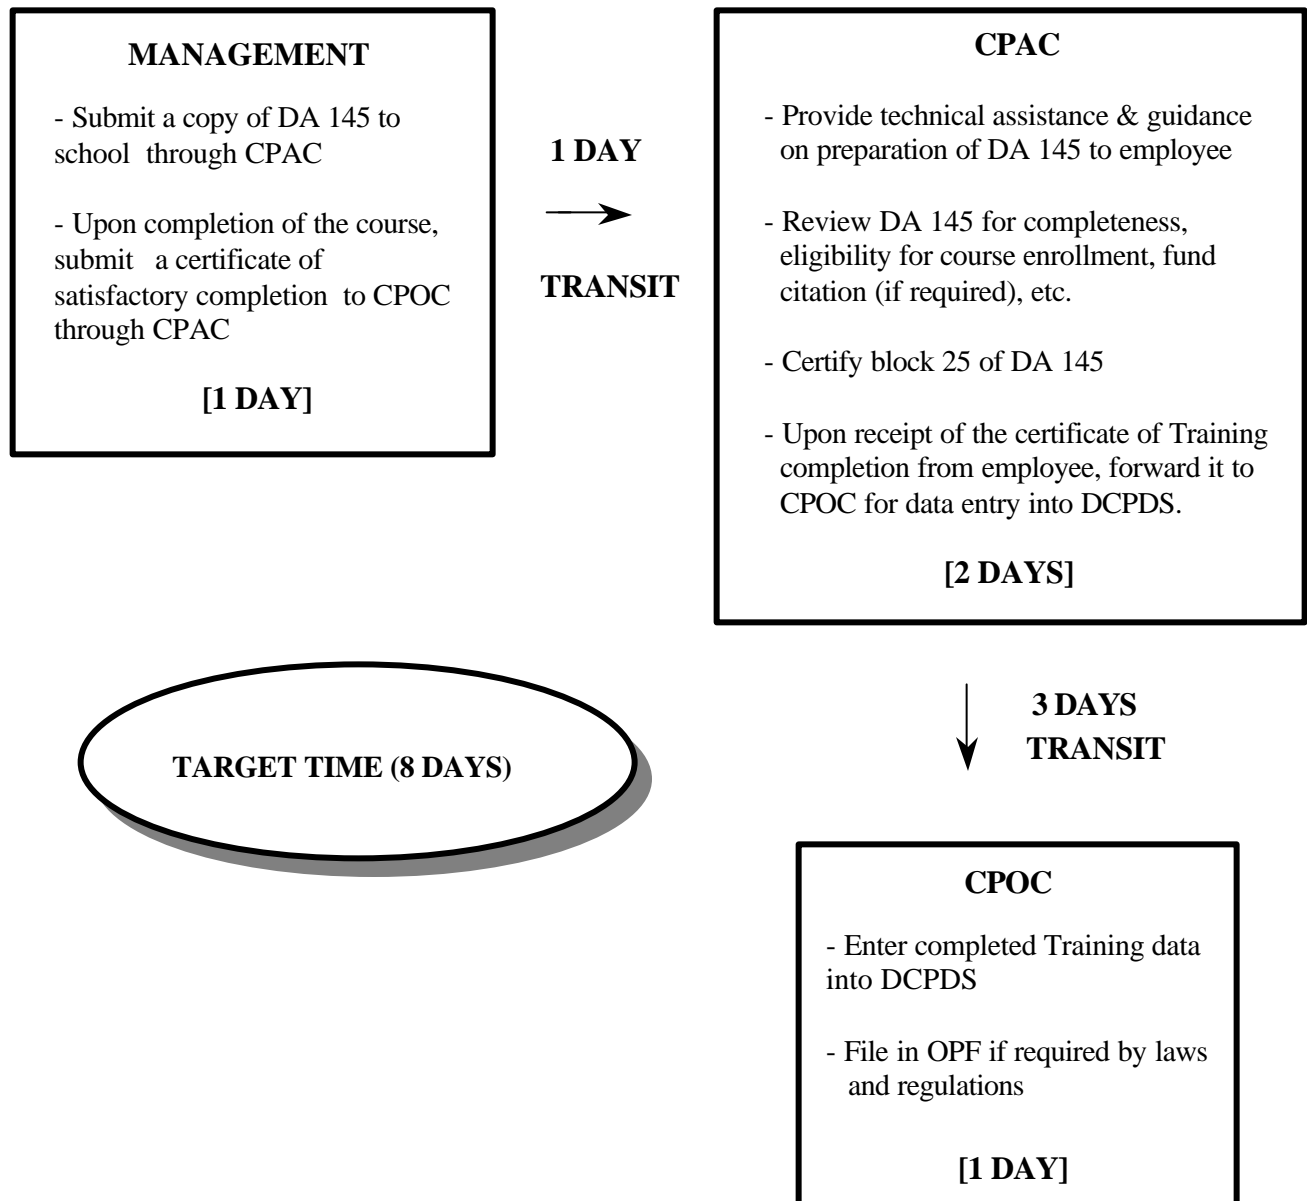 MANAGEMENT
- Submit a copy of DA 145 to
school through CPAC
- Upon completion of the course,
submit a certificate of
satisfactory completion to CPOC
through CPAC
[1 DAY]
1 DAY
TRANSIT
CPAC
- Provide technical assistance & guidance
on preparation of DA 145 to employee
- Review DA 145 for completeness,
eligibility for course enrollment, fund
citation (if required), etc.
- Certify block 25 of DA 145
- Upon receipt of the certificate of Training
completion from employee, forward it to
CPOC for data entry into DCPDS.
[2 DAYS]
3 DAYS
TRANSIT
TARGET TIME (8 DAYS)
CPOC
- Enter completed Training data
into DCPDS
- File in OPF if required by laws
and regulations
[1 DAY]